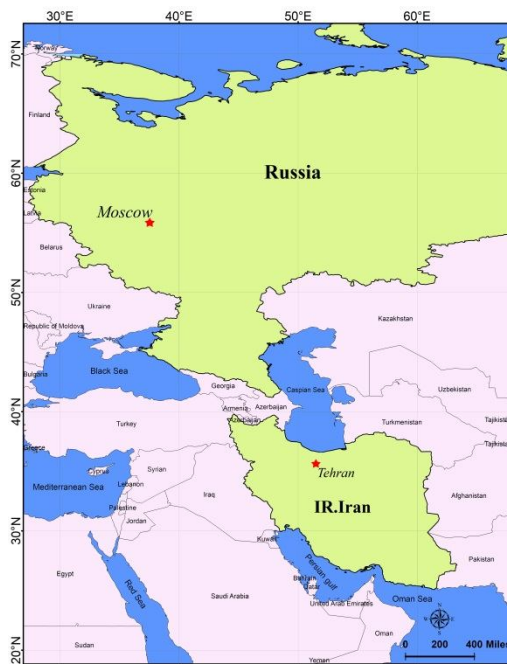 30°E
40°E
50°E
60°E
70°N
Norway
Finland
Russia
60°N
Estonia
Latvia
Moscow
Belarus
50°N
Ukraine
Kazakhstan
Republic of Moldova
Bulgaria
Black Sea
Georgia
Caspian Sea
Uzbekistan
40°N
Armenia
Azerbaijan
Azerbaijan
Turkmenistan
Tajikistan
Turkey
Tajikistan
Greece
Cyprus
Syrian
Tehran
Mediterranean Sea
Lebanon
Iraq
Afghanistan
Palestine
IR.Iran
Jordan
30°N
Kuwait
Pakistan
Persian gulf
Egypt
Bahrain
Qatar
Red Sea
Saudi Arabia
United Arab Emirates
Oman Sea
Oman
Sudan
20°N
Yemen
0 200 400 Miles